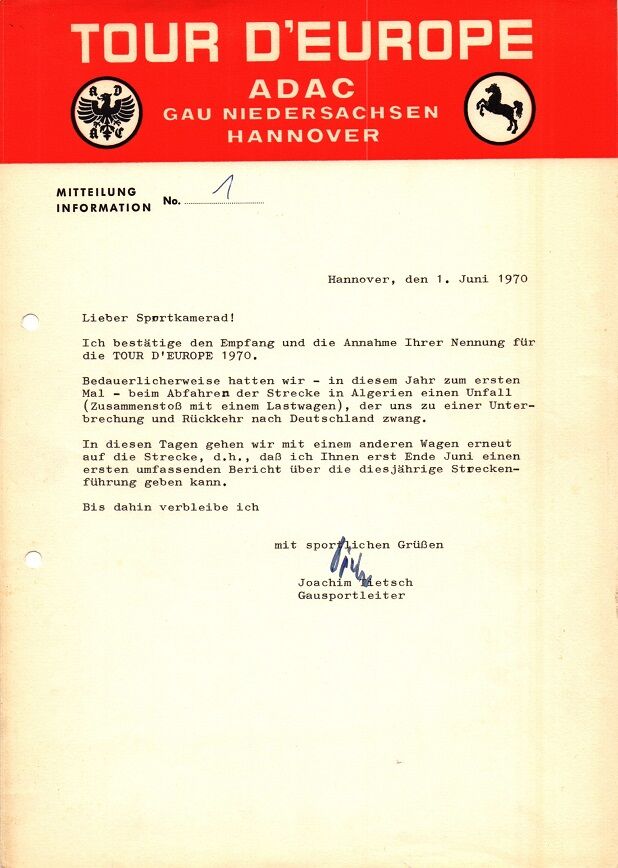 TOUR D'EUROPE
ADAC
GAU NIEDERSACHSEN
HANNOVER
A D A C
MITTEILUNG
INFORMATION
No. 1
Hannover, den 1. Juni 1970
Lieber Sportkamerad!
Ich bestätige den Empfang und die Annahme Ihrer Nennung für
die TOUR D'EUROPE 1970.
Bedauerlicherweise hatten wir - in diesem Jahr zum ersten
Mal - beim Abfahren der Strecke in Algerien einen Unfall
(Zusammenstoß mit einem Lastwagen), der uns zu einer Unter-
brechung und Rückkehr nach Deutschland zwang.
In diesen Tagen gehen wir mit einem anderen Wagen erneut
auf die Strecke, d.h., daß ich Ihnen erst Ende Juni einen
ersten umfassenden Bericht über die diesjährige Strecken-
führung geben kann.
Bis dahin verbleibe ich
mit sportlichen Grüßen
Joachim Tietsch
Gausportleiter